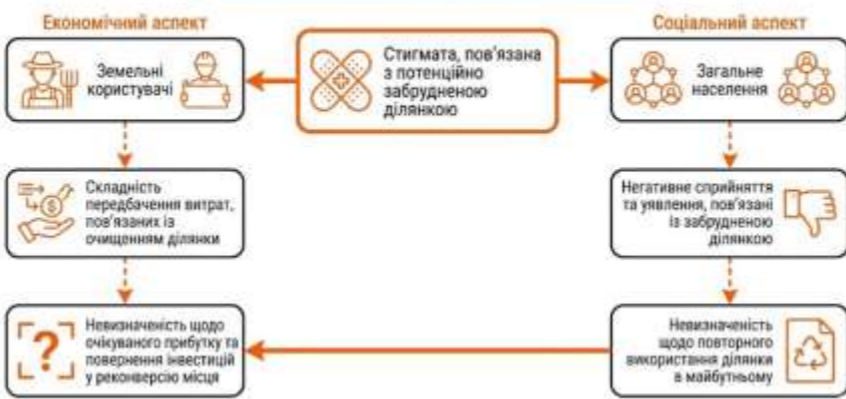 Економічний аспект
Соціальний аспект
Земельні
користувачі
Стигмата, пов'язана
з потенційно
забрудненою
ділянкою
Загальне
населення
Складність
передбачення витрат,
пов'язаних із
очищенням ділянки
Негативне сприйняття
та уявлення, пов'язані
із забрудненою
ділянкою
Невизначеність щодо
очікуваного прибутку та
повернення інвестицій
у реконверсію місця
?
Невизначеність
щодо повторного
використання ділянки
в майбутньому